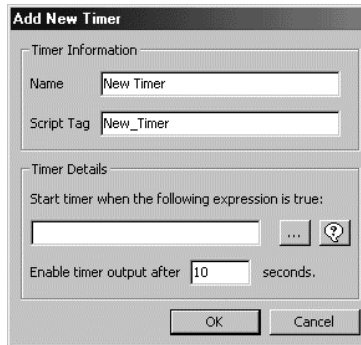 Add New Timer
Timer Information
Name New Timer
Script Tag New_Timer
Timer Details
Start timer when the following expression is true:
... ?
Enable timer output after 10 seconds.
OK Cancel